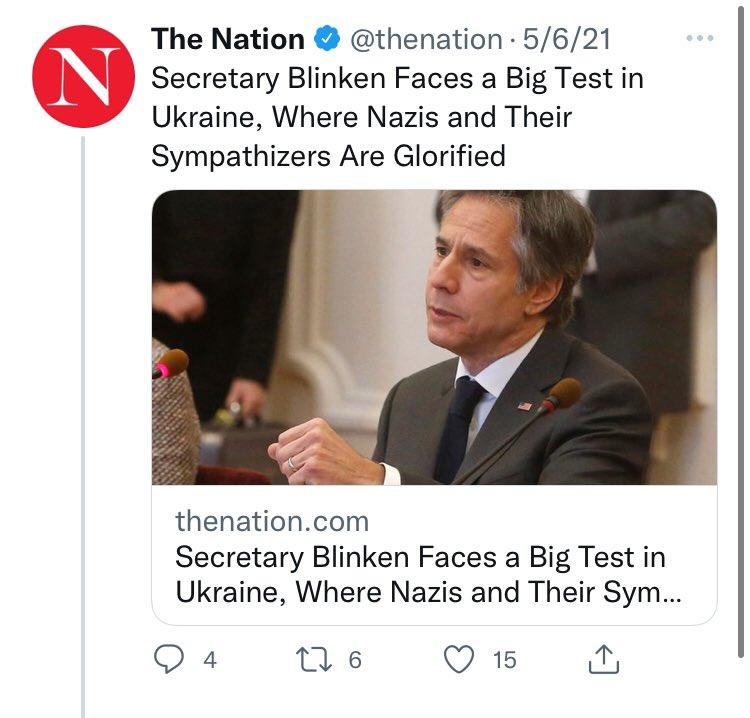 N
The Nation @thenation · 5/6/21
Secretary Blinken Faces a Big Test in
Ukraine, Where Nazis and Their
Sympathizers Are Glorified
thenation.com
Secretary Blinken Faces a Big Test in
Ukraine, Where Nazis and Their Sym...
4 6 15